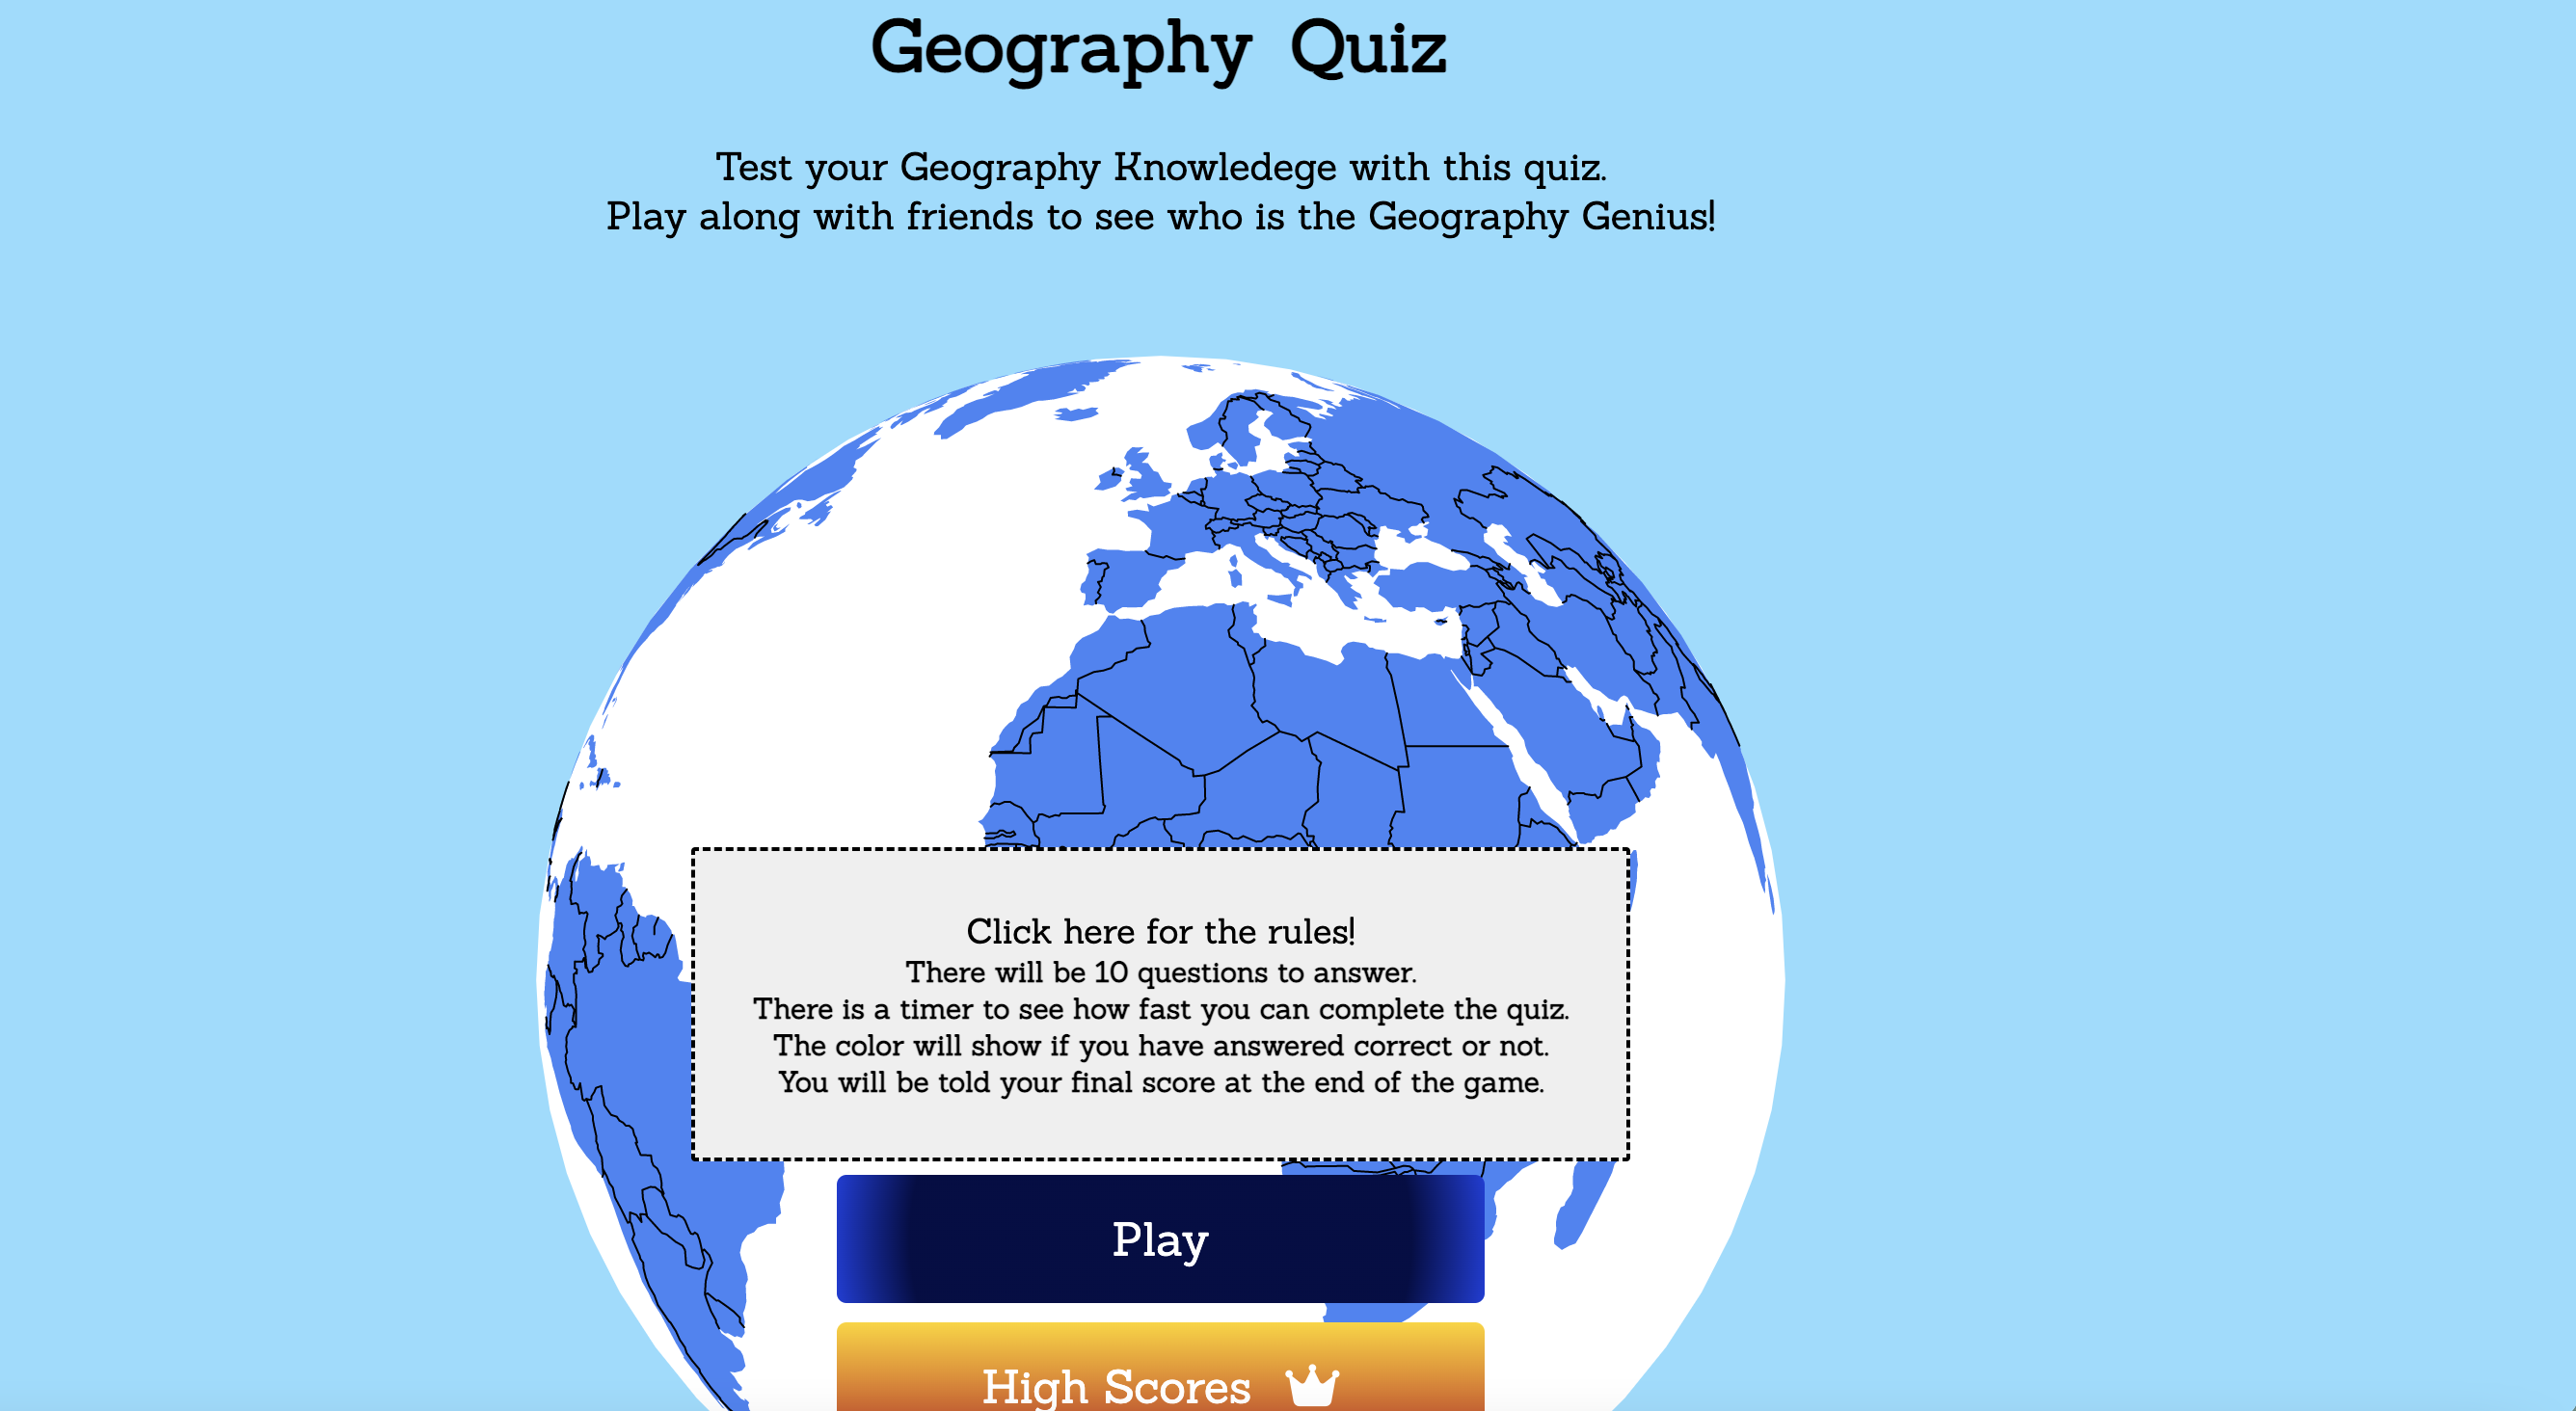 Geography Quiz
Test your Geography Knowledege with this quiz.
Play along with friends to see who is the Geography Genius!
Click here for the rules!
There will be 10 questions to answer.
There is a timer to see how fast you can complete the quiz.
The color will show if you have answered correct or not.
You will be told your final score at the end of the game.
Play
High Scores